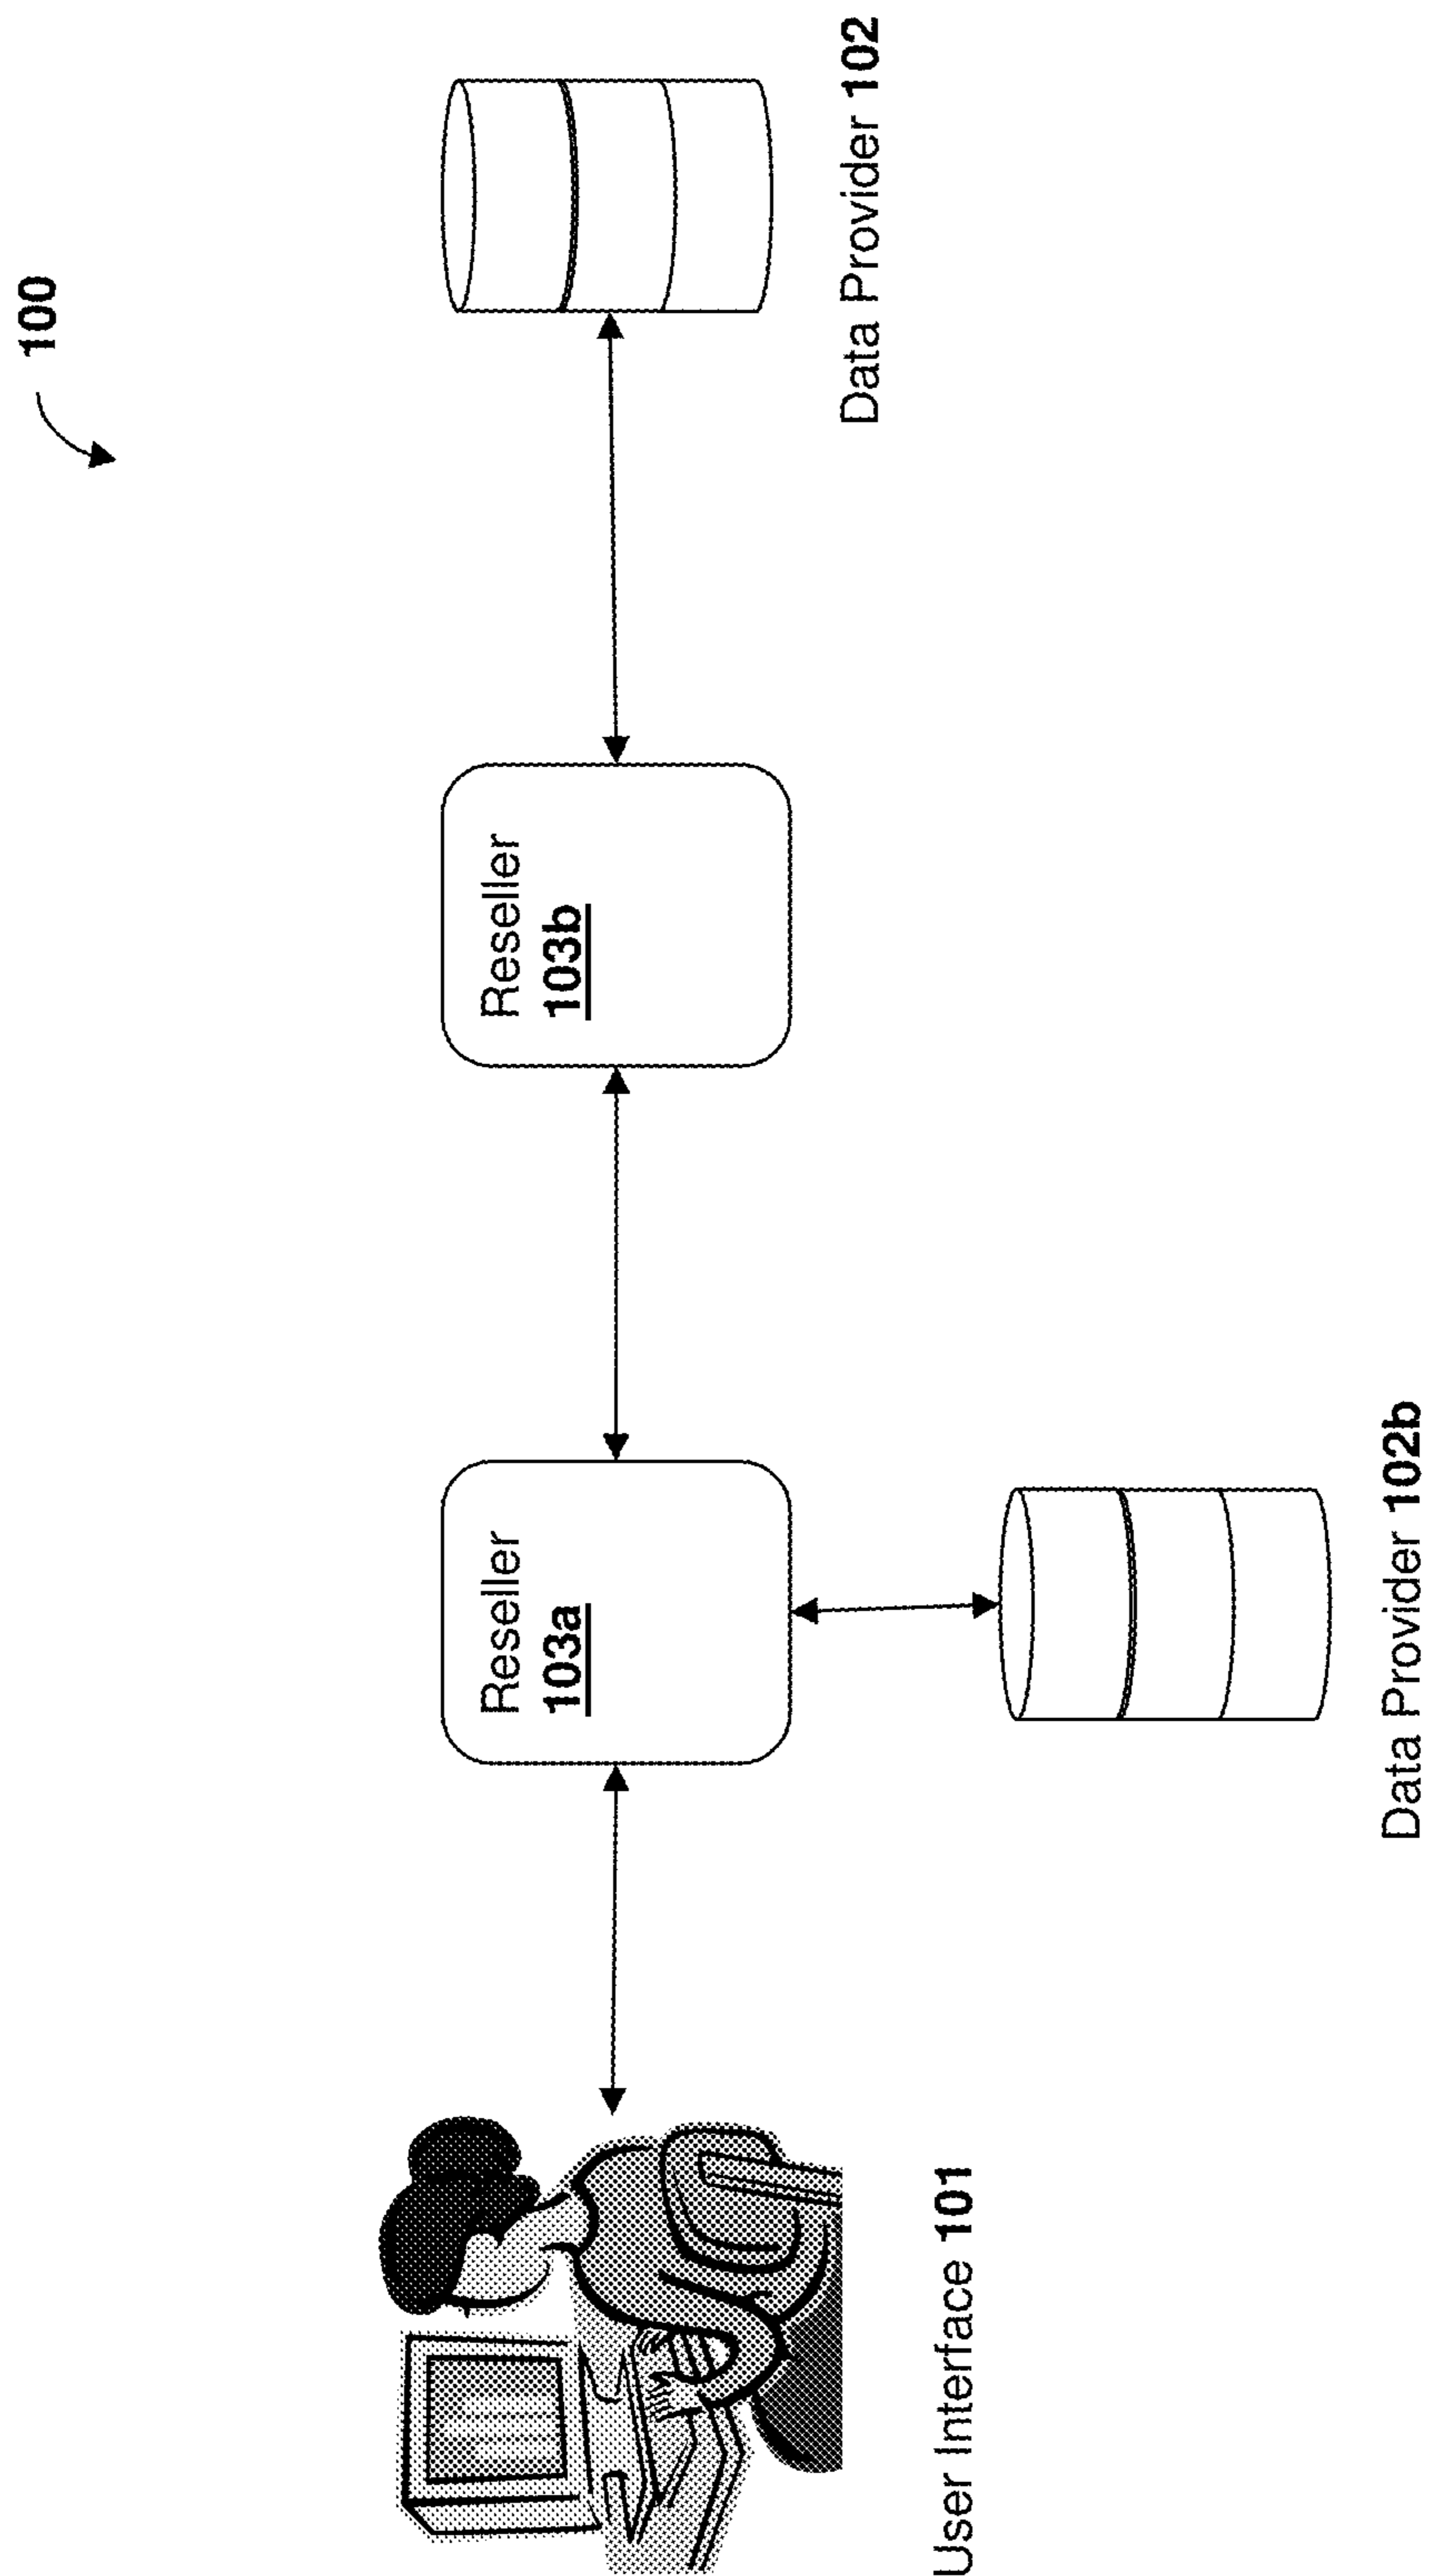 100
Reseller
103a
Reseller
103b
Data Provider 102
User Interface 101
Data Provider 102b